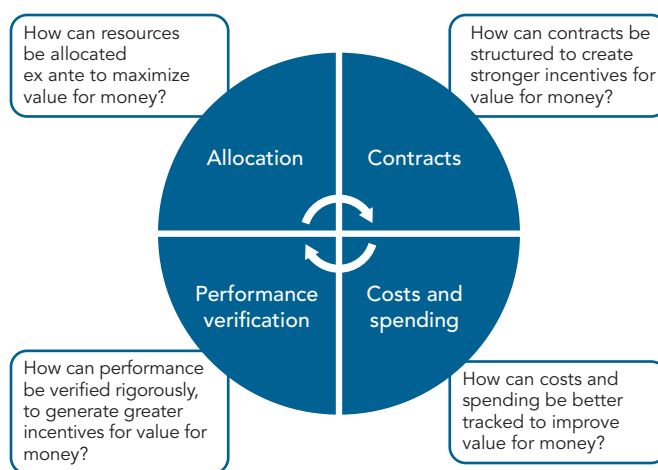 How can resources
be allocated
ex ante to maximize
value for money?
How can contracts be
structured to create
stronger incentives for
value for money?
Allocation
Contracts
Performance
verification
Costs and
spending
How can performance
be verified rigorously,
to generate greater
incentives for value for
money?
How can costs and
spending be better
tracked to improve
value for money?